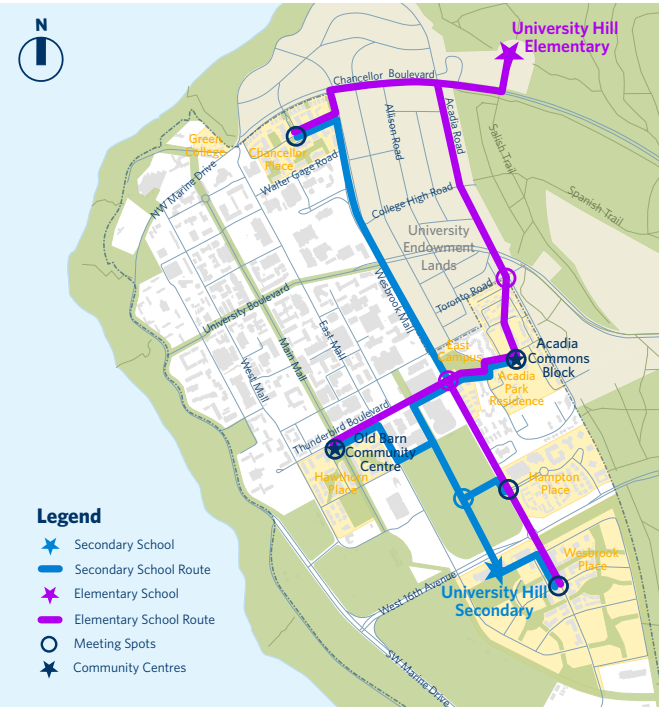 N
University Hill
Elementary
Chancellor Boulevard
Allison Road
Acadia Road
Salish Trail
Spanish Trail
Green
College
Chancellor
Place
NW Marine Drive
Walter Gage Road
College High Road
University
Endowment
Lands
Toronto Road
Wesbrook Mall
University Boulevard
East Mall
Main Mall
West Mall
East
Campus
Acadia
Commons
Block
Acadia
Park
Residence
Thunderbird Boulevard
Old Barn
Community
Centre
Hawthorn
Place
Hampton
Place
Wesbrook
Place
West 16th Avenue
University Hill
Secondary
SW Marine Drive
Legend
Secondary School
Secondary School Route
Elementary School
Elementary School Route
Meeting Spots
Community Centres